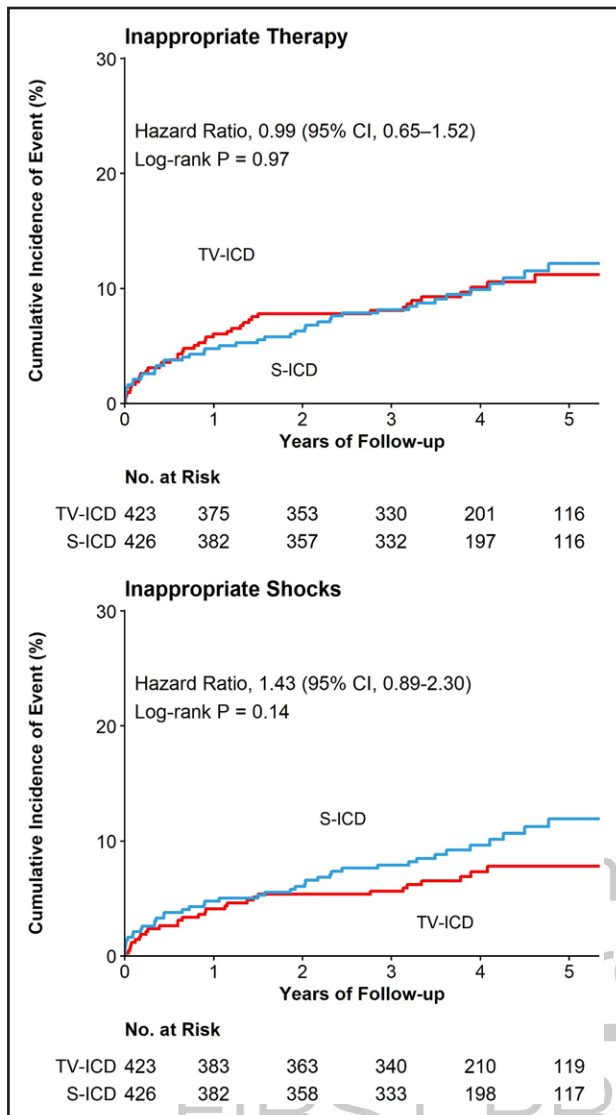 Inappropriate Therapy
Cumulative Incidence of Event (%)
30
20
10
0
Hazard Ratio, 0.99 (95% CI, 0.65–1.52)
Log-rank P = 0.97
TV-ICD
S-ICD
0 1 2 3 4 5
Years of Follow-up
No. at Risk
TV-ICD 423 375 353 330 201 116
S-ICD 426 382 357 332 197 116
Inappropriate Shocks
Cumulative Incidence of Event (%)
30
20
10
0
Hazard Ratio, 1.43 (95% CI, 0.89-2.30)
Log-rank P = 0.14
S-ICD
TV-ICD
0 1 2 3 4 5
Years of Follow-up
No. at Risk
TV-ICD 423 383 363 340 210 119
S-ICD 426 382 358 333 198 117